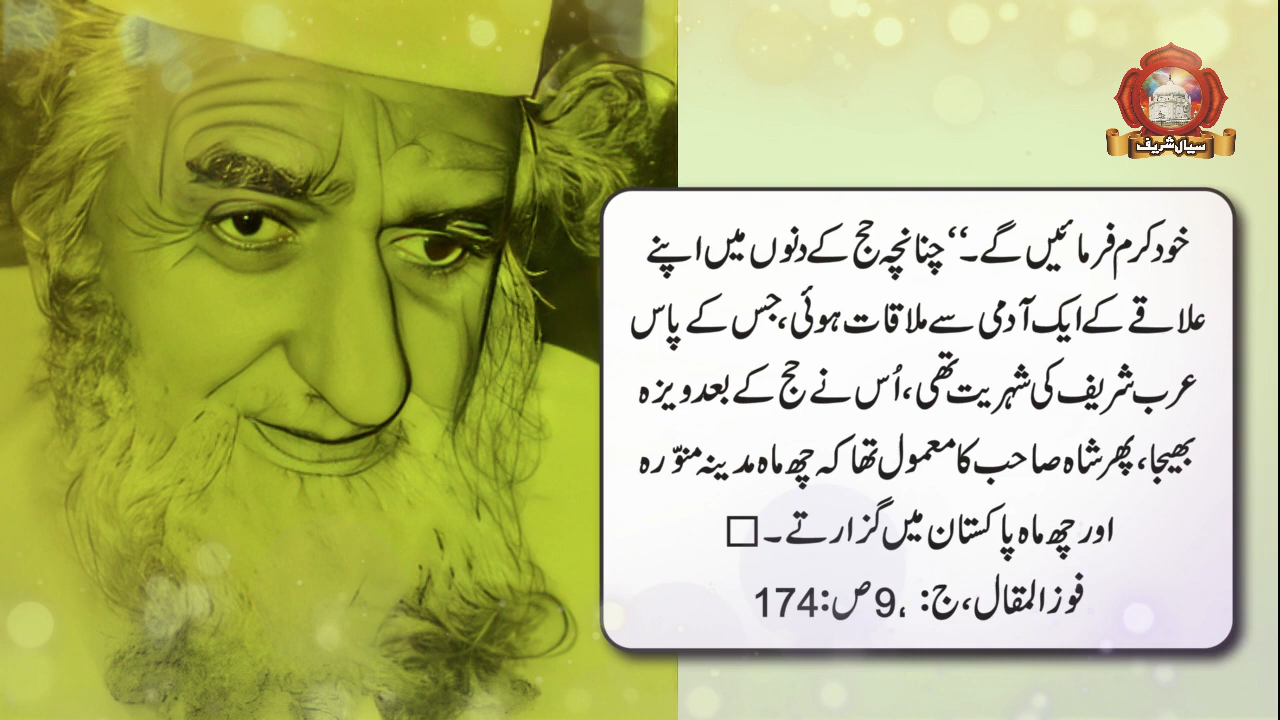 سیال شریف
خود کرم فرمائیں گے۔‘‘ چنانچہ حج کے دنوں میں اپنے
علاقے کے ایک آدمی سے ملاقات ہوئی، جس کے پاس
عرب شریف کی شہریت تھی، اُس نے حج کے بعد ویزہ
بھیجا، پھر شاہ صاحب کا معمول تھا کہ چھ ماہ مدینہ منوّرہ
اور چھ ماہ پاکستان میں گزارتے۔□
فوز المقال، ج: 9، ص:174